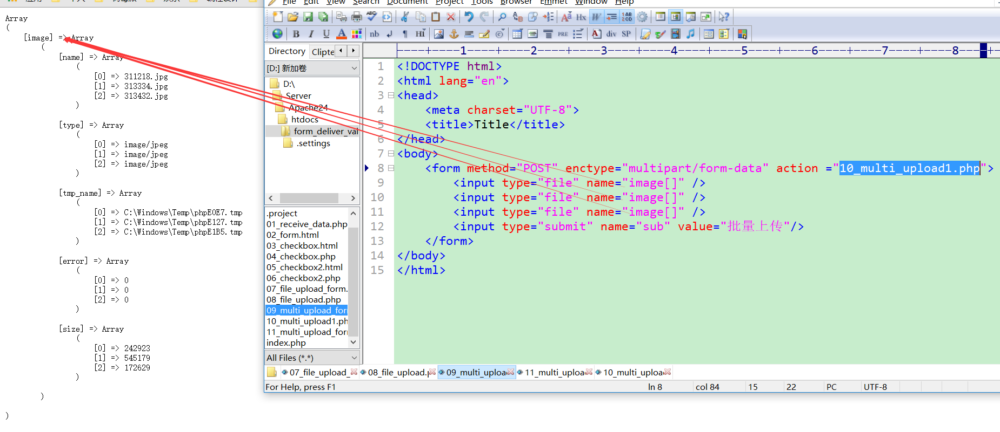 Array
(
[image] => Array
(
[name] => Array
(
[0] => 311218.jpg
[1] => 313334.jpg
[2] => 313432.jpg
)
[type] => Array
(
[0] => image/jpeg
[1] => image/jpeg
[2] => image/jpeg
)
[tmp_name] => Array
(
[0] => C:\Windows\Temp\phpE0E7.tmp
[1] => C:\Windows\Temp\phpE127.tmp
[2] => C:\Windows\Temp\phpE1B5.tmp
)
[error] => Array
(
[0] => 0
[1] => 0
[2] => 0
)
[size] => Array
(
[0] => 242923
[1] => 545179
[2] => 172629
)
)
)
File Edit View Search Document Project Tools Browser Emmet Window Help
B I U A nb ¶ HI PRE A div SP
Directory Clipte
[D:] 新加卷
D:\
Server
Apache24
htdocs
form_deliver_val
.settings
.project
01_receive_data.php
02_form.html
03_checkbox.html
04_checkbox.php
05_checkbox2.html
06_checkbox2.php
07_file_upload_form.
08_file_upload.php
09_multi_upload_for
10_multi_upload1.ph
11_multi_upload_for
index.php
All Files (*.*)
----+----1----+----2----+----3----+----4----+----5----+----6----+----7----+----8----+
1 <!DOCTYPE html>
2 <html lang="en">
3 <head>
4 <meta charset="UTF-8">
5 <title>Title</title>
6 </head>
7 <body>
8 <form method="POST" enctype="multipart/form-data" action ="10_multi_upload1.php">
9 <input type="file" name="image[]" />
10 <input type="file" name="image[]" />
11 <input type="file" name="image[]" />
12 <input type="submit" name="sub" value="批量上传"/>
13 </form>
14 </body>
15 </html>
07_file_upload_ 08_file_upload.p 09_multi_uploa 11_multi_uploa 10_multi_uploa
For Help, press F1 ln 8 col 84 15 22 PC UTF-8